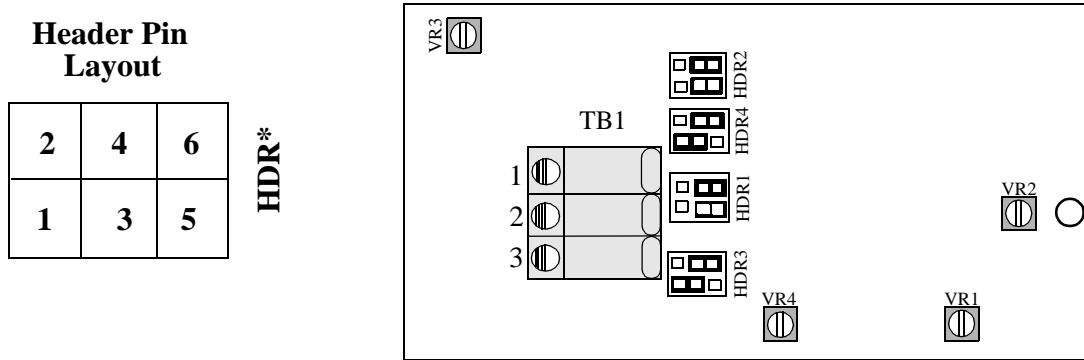 Header Pin
Layout
2 4 6
1 3 5
HDR*
VR3
HDR2
HDR4
TB1
HDR1
1
2
3
HDR3
VR2
VR4
VR1